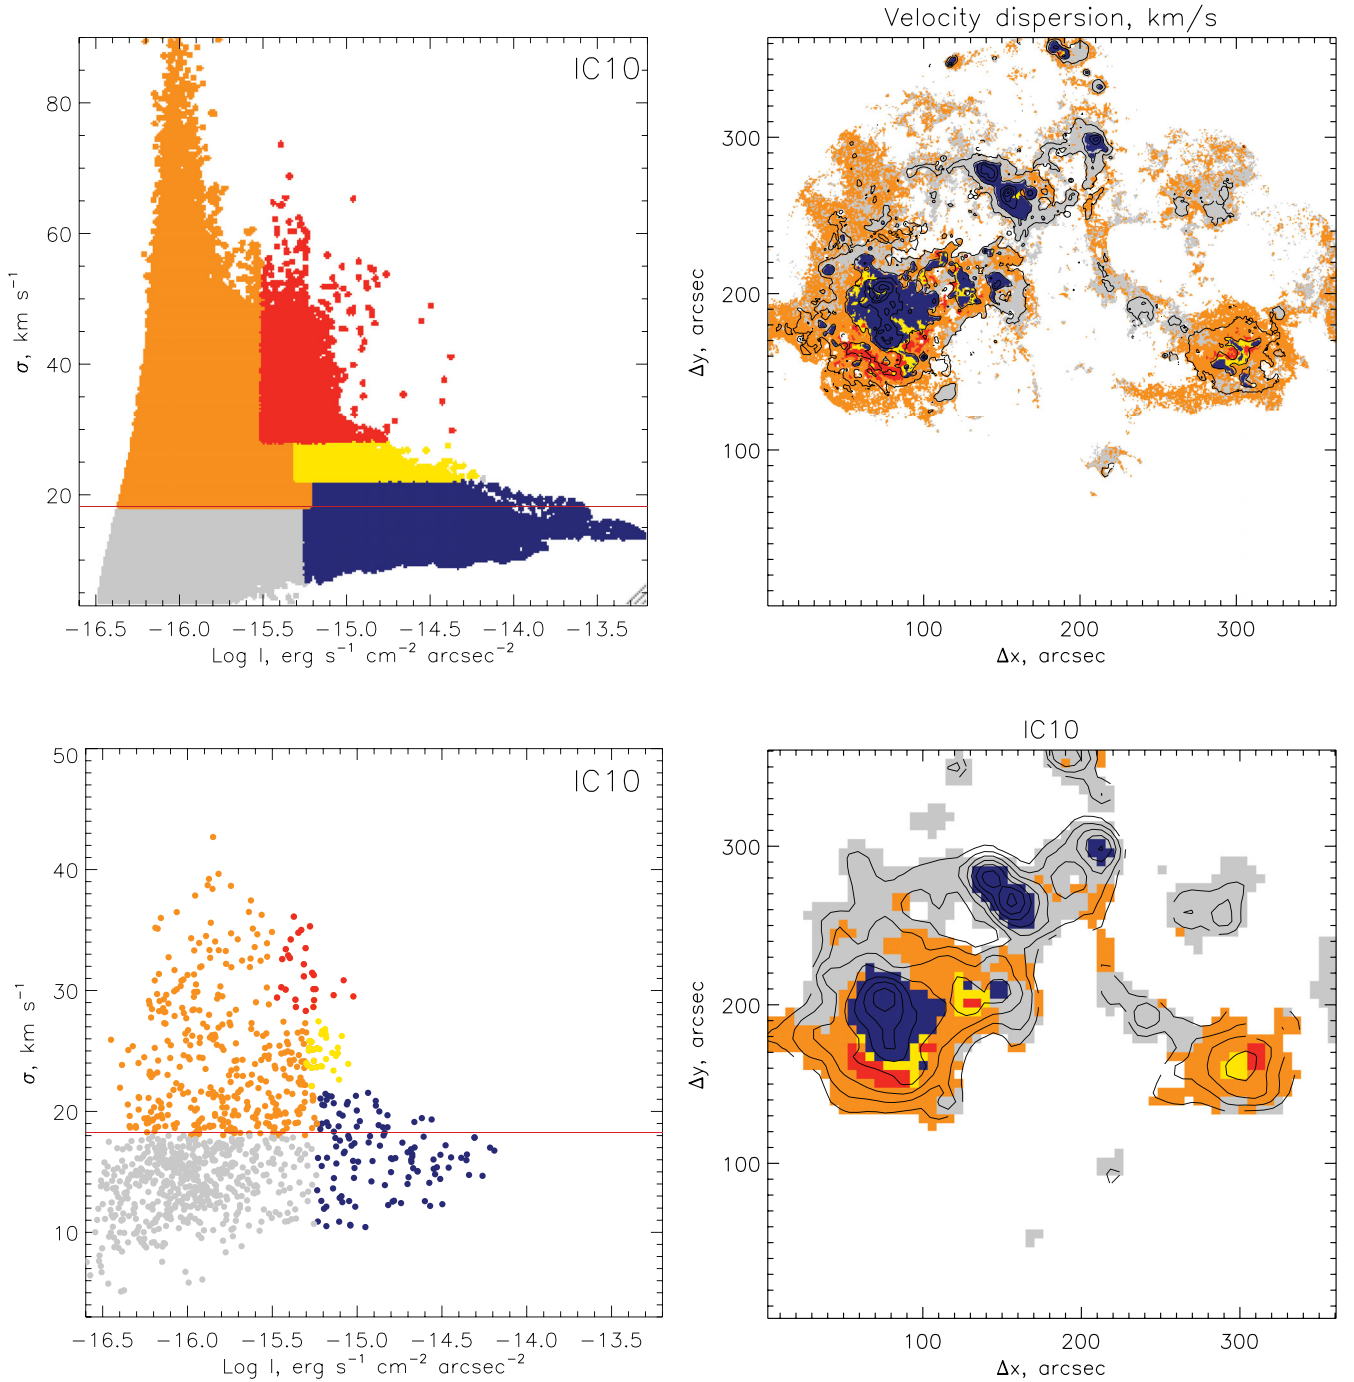 Velocity dispersion, km/s
IC10
80
60
40
20
σ, km s⁻¹
−16.5 −16.0 −15.5 −15.0 −14.5 −14.0 −13.5
Log I, erg s⁻¹ cm⁻² arcsec⁻²
300
200
100
Δy, arcsec
100 200 300
Δx, arcsec
IC10
50
40
30
20
10
σ, km s⁻¹
−16.5 −16.0 −15.5 −15.0 −14.5 −14.0 −13.5
Log I, erg s⁻¹ cm⁻² arcsec⁻²
IC10
300
200
100
Δy, arcsec
100 200 300
Δx, arcsec